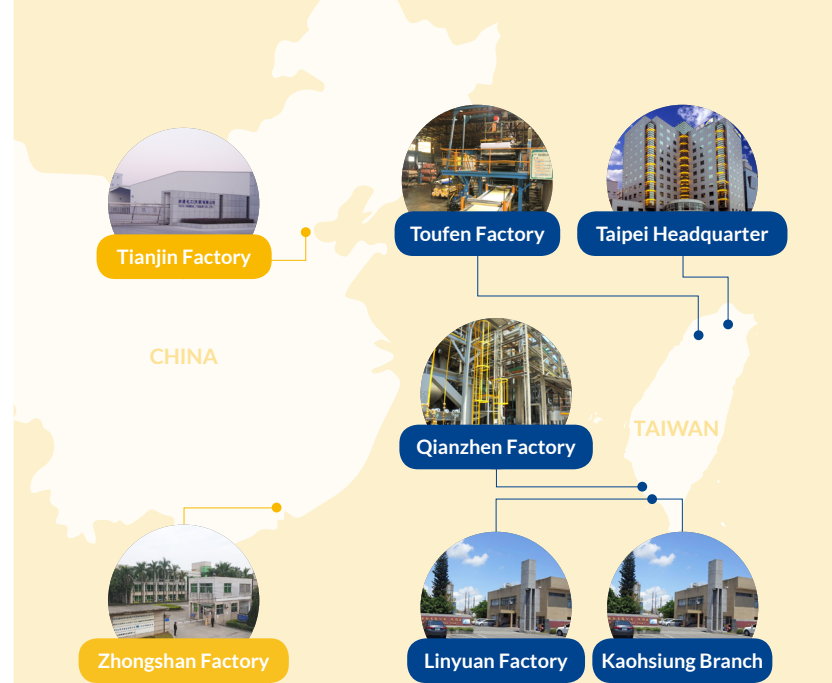 Toufen Factory
Taipei Headquarter
Tianjin Factory
CHINA
TAIWAN
Qianzhen Factory
Zhongshan Factory
Linyuan Factory
Kaohsiung Branch